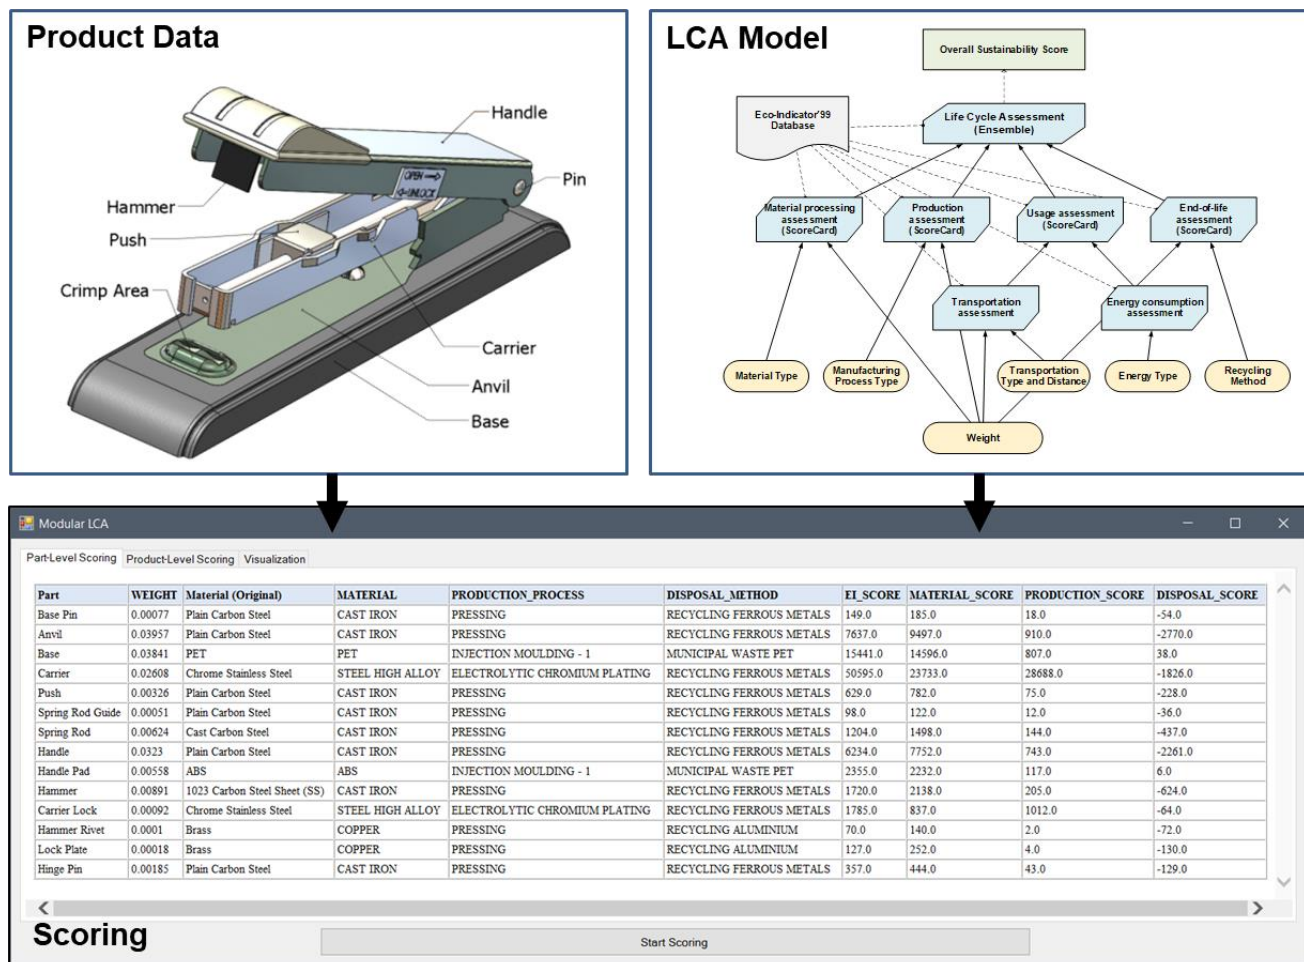 Product Data
Handle
Pin
OPEN
UNLOCK
Hammer
Push
Crimp Area
Carrier
Anvil
Base
LCA Model
Overall Sustainability Score
Eco-Indicator'99
Database
Life Cycle Assessment
(Ensemble)
Material processing
assessment
(ScoreCard)
Production
assessment
(ScoreCard)
Usage assessment
(ScoreCard)
End-of-life
assessment
(ScoreCard)
Transportation
assessment
Energy consumption
assessment
Material Type
Manufacturing
Process Type
Transportation
Type and Distance
Energy Type
Recycling
Method
Weight
Modular LCA
Part-Level Scoring Product-Level Scoring Visualization
Part WEIGHT Material (Original) MATERIAL PRODUCTION_PROCESS DISPOSAL_METHOD EI_SCORE MATERIAL_SCORE PRODUCTION_SCORE DISPOSAL_SCORE
Base Pin 0.00077 Plain Carbon Steel CAST IRON PRESSING RECYCLING FERROUS METALS 149.0 185.0 18.0 -54.0
Anvil 0.03957 Plain Carbon Steel CAST IRON PRESSING RECYCLING FERROUS METALS 7637.0 9497.0 910.0 -2770.0
Base 0.03841 PET PET INJECTION MOULDING - 1 MUNICIPAL WASTE PET 15441.0 14596.0 807.0 38.0
Carrier 0.02608 Chrome Stainless Steel STEEL HIGH ALLOY ELECTROLYTIC CHROMIUM PLATING RECYCLING FERROUS METALS 50595.0 23733.0 28688.0 -1826.0
Push 0.00326 Plain Carbon Steel CAST IRON PRESSING RECYCLING FERROUS METALS 629.0 782.0 75.0 -228.0
Spring Rod Guide 0.00051 Plain Carbon Steel CAST IRON PRESSING RECYCLING FERROUS METALS 98.0 122.0 12.0 -36.0
Spring Rod 0.00624 Cast Carbon Steel CAST IRON PRESSING RECYCLING FERROUS METALS 1204.0 1498.0 144.0 -437.0
Handle 0.0323 Plain Carbon Steel CAST IRON PRESSING RECYCLING FERROUS METALS 6234.0 7752.0 743.0 -2261.0
Handle Pad 0.00558 ABS ABS INJECTION MOULDING - 1 MUNICIPAL WASTE PET 2355.0 2232.0 117.0 6.0
Hammer 0.00891 1023 Carbon Steel Sheet (SS) CAST IRON PRESSING RECYCLING FERROUS METALS 1720.0 2138.0 205.0 -624.0
Carrier Lock 0.00092 Chrome Stainless Steel STEEL HIGH ALLOY ELECTROLYTIC CHROMIUM PLATING RECYCLING FERROUS METALS 1785.0 837.0 1012.0 -64.0
Hammer Rivet 0.0001 Brass COPPER PRESSING RECYCLING ALUMINIUM 70.0 140.0 2.0 -72.0
Lock Plate 0.00018 Brass COPPER PRESSING RECYCLING ALUMINIUM 127.0 252.0 4.0 -130.0
Hinge Pin 0.00185 Plain Carbon Steel CAST IRON PRESSING RECYCLING FERROUS METALS 357.0 444.0 43.0 -129.0
Scoring
Start Scoring